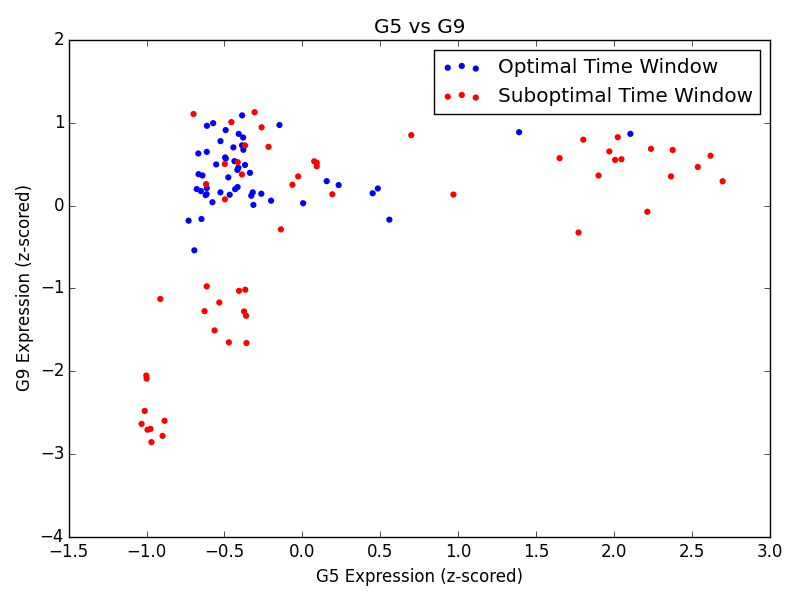 G5 vs G9
Optimal Time Window
Suboptimal Time Window
G9 Expression (z-scored)
2
1
0
−1
−2
−3
−4
−1.5 −1.0 −0.5 0.0 0.5 1.0 1.5 2.0 2.5 3.0
G5 Expression (z-scored)